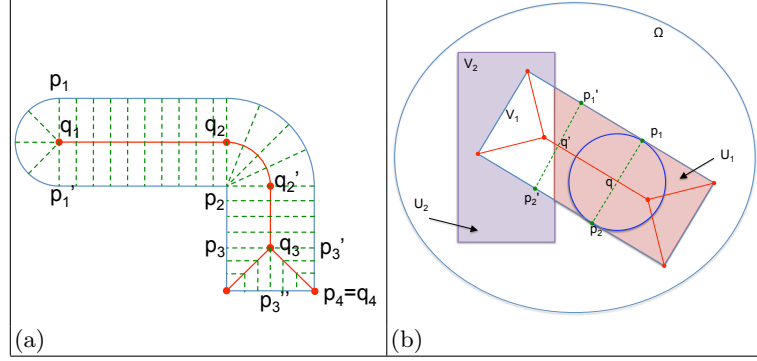 p₁
q₁
q₂
p₁'
p₂
q₂'
p₃
q₃
p₃'
p₃''
p₄=q₄
(a)
Ω
V₂
V₁
p₁'
p₁
q'
U₁
q
p₂'
U₂
p₂
(b)